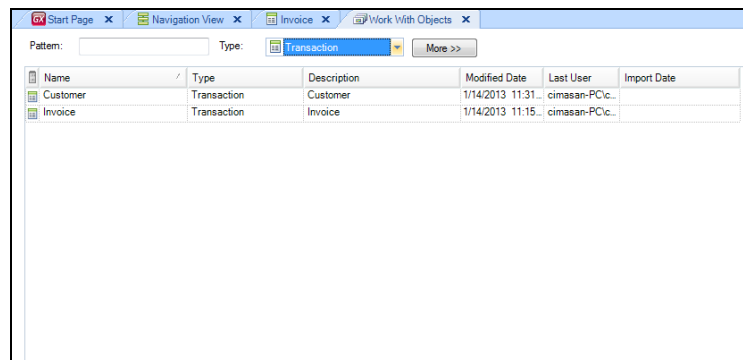 GX Start Page x Navigation View x Invoice x Work With Objects x
Pattern: Type: Transaction More >>
Name / Type Description Modified Date Last User Import Date
Customer Transaction Customer 1/14/2013 11:31... cimasan-PC\c...
Invoice Transaction Invoice 1/14/2013 11:15... cimasan-PC\c...